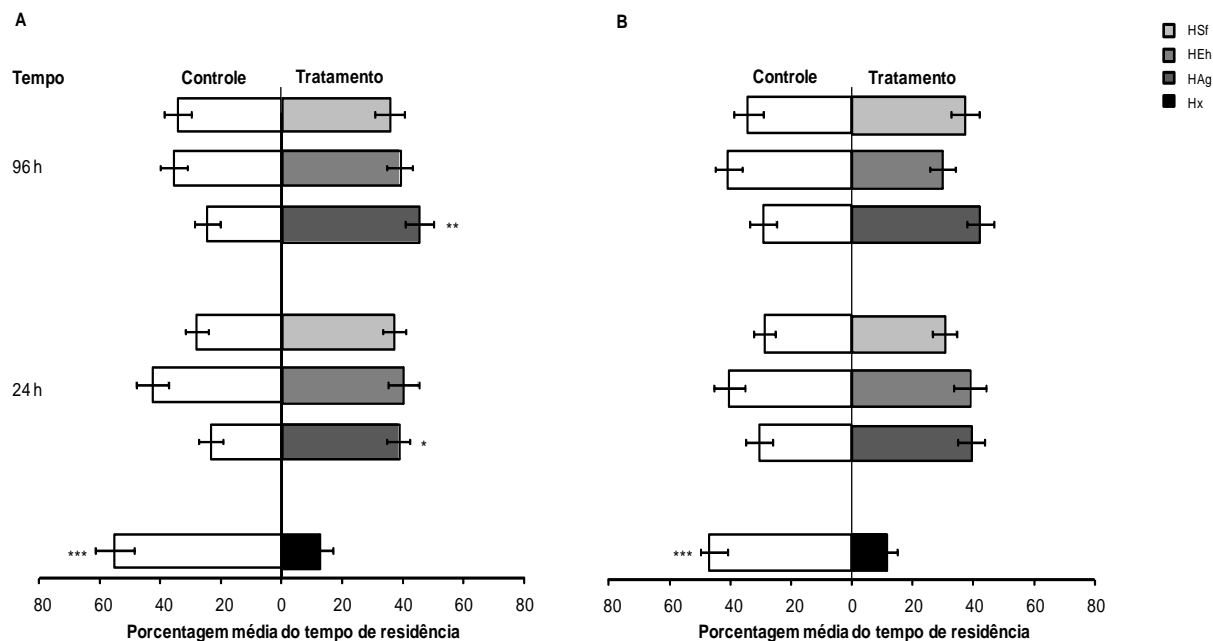 A
B
HSf
HEh
HAg
Hx
Tempo
Controle
Tratamento
Controle
Tratamento
96 h
**
24 h
*
***
***
80 60 40 20 0 20 40 60 80
80 60 40 20 0 20 40 60 80
Porcentagem média do tempo de residência
Porcentagem média do tempo de residência